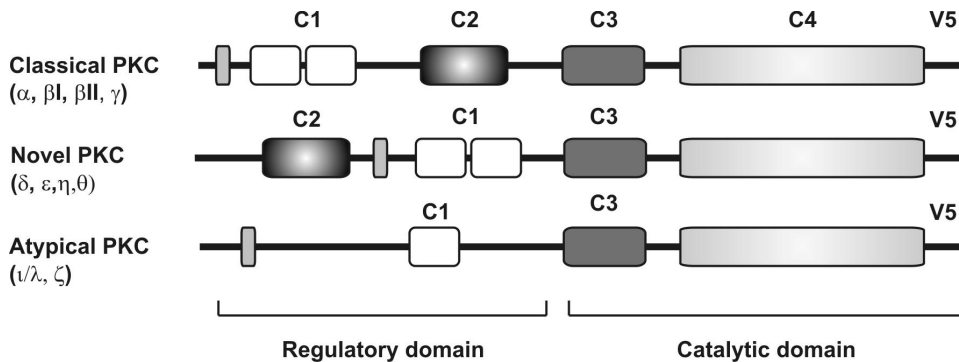 C1 C2 C3 C4 V5
Classical PKC
(α, βI, βII, γ)
C2 C1 C3 V5
Novel PKC
(δ, ε,η,θ)
C1 C3 V5
Atypical PKC
(ι/λ, ζ)
Regulatory domain Catalytic domain